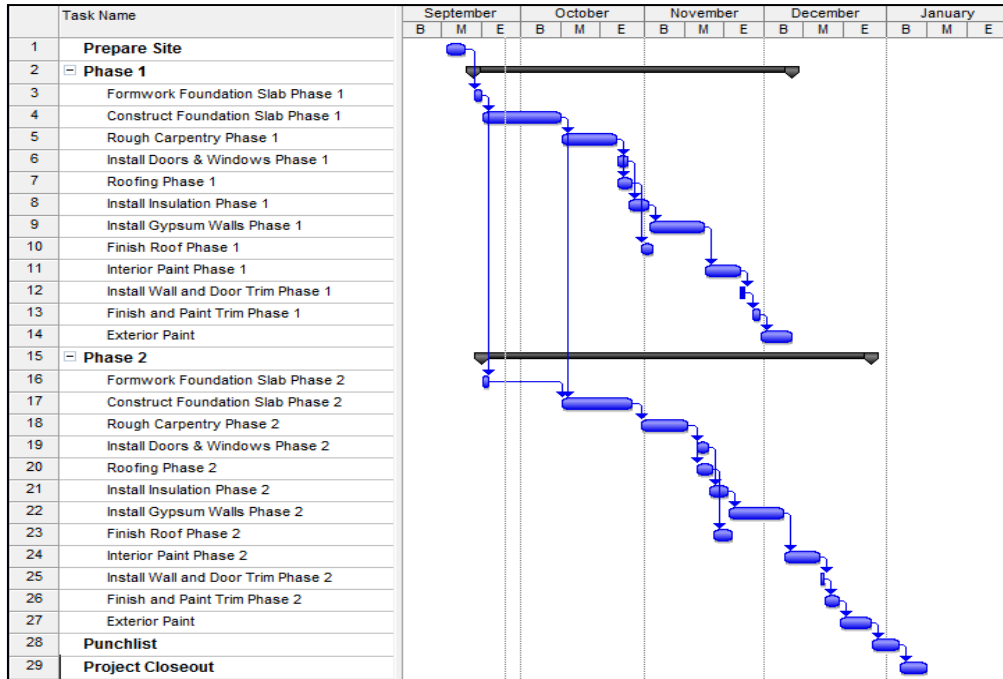 Task Name
September October November December January
B M E B M E B M E B M E B M E
1 Prepare Site
2 Phase 1
3 Formwork Foundation Slab Phase 1
4 Construct Foundation Slab Phase 1
5 Rough Carpentry Phase 1
6 Install Doors & Windows Phase 1
7 Roofing Phase 1
8 Install Insulation Phase 1
9 Install Gypsum Walls Phase 1
10 Finish Roof Phase 1
11 Interior Paint Phase 1
12 Install Wall and Door Trim Phase 1
13 Finish and Paint Trim Phase 1
14 Exterior Paint
15 Phase 2
16 Formwork Foundation Slab Phase 2
17 Construct Foundation Slab Phase 2
18 Rough Carpentry Phase 2
19 Install Doors & Windows Phase 2
20 Roofing Phase 2
21 Install Insulation Phase 2
22 Install Gypsum Walls Phase 2
23 Finish Roof Phase 2
24 Interior Paint Phase 2
25 Install Wall and Door Trim Phase 2
26 Finish and Paint Trim Phase 2
27 Exterior Paint
28 Punchlist
29 Project Closeout